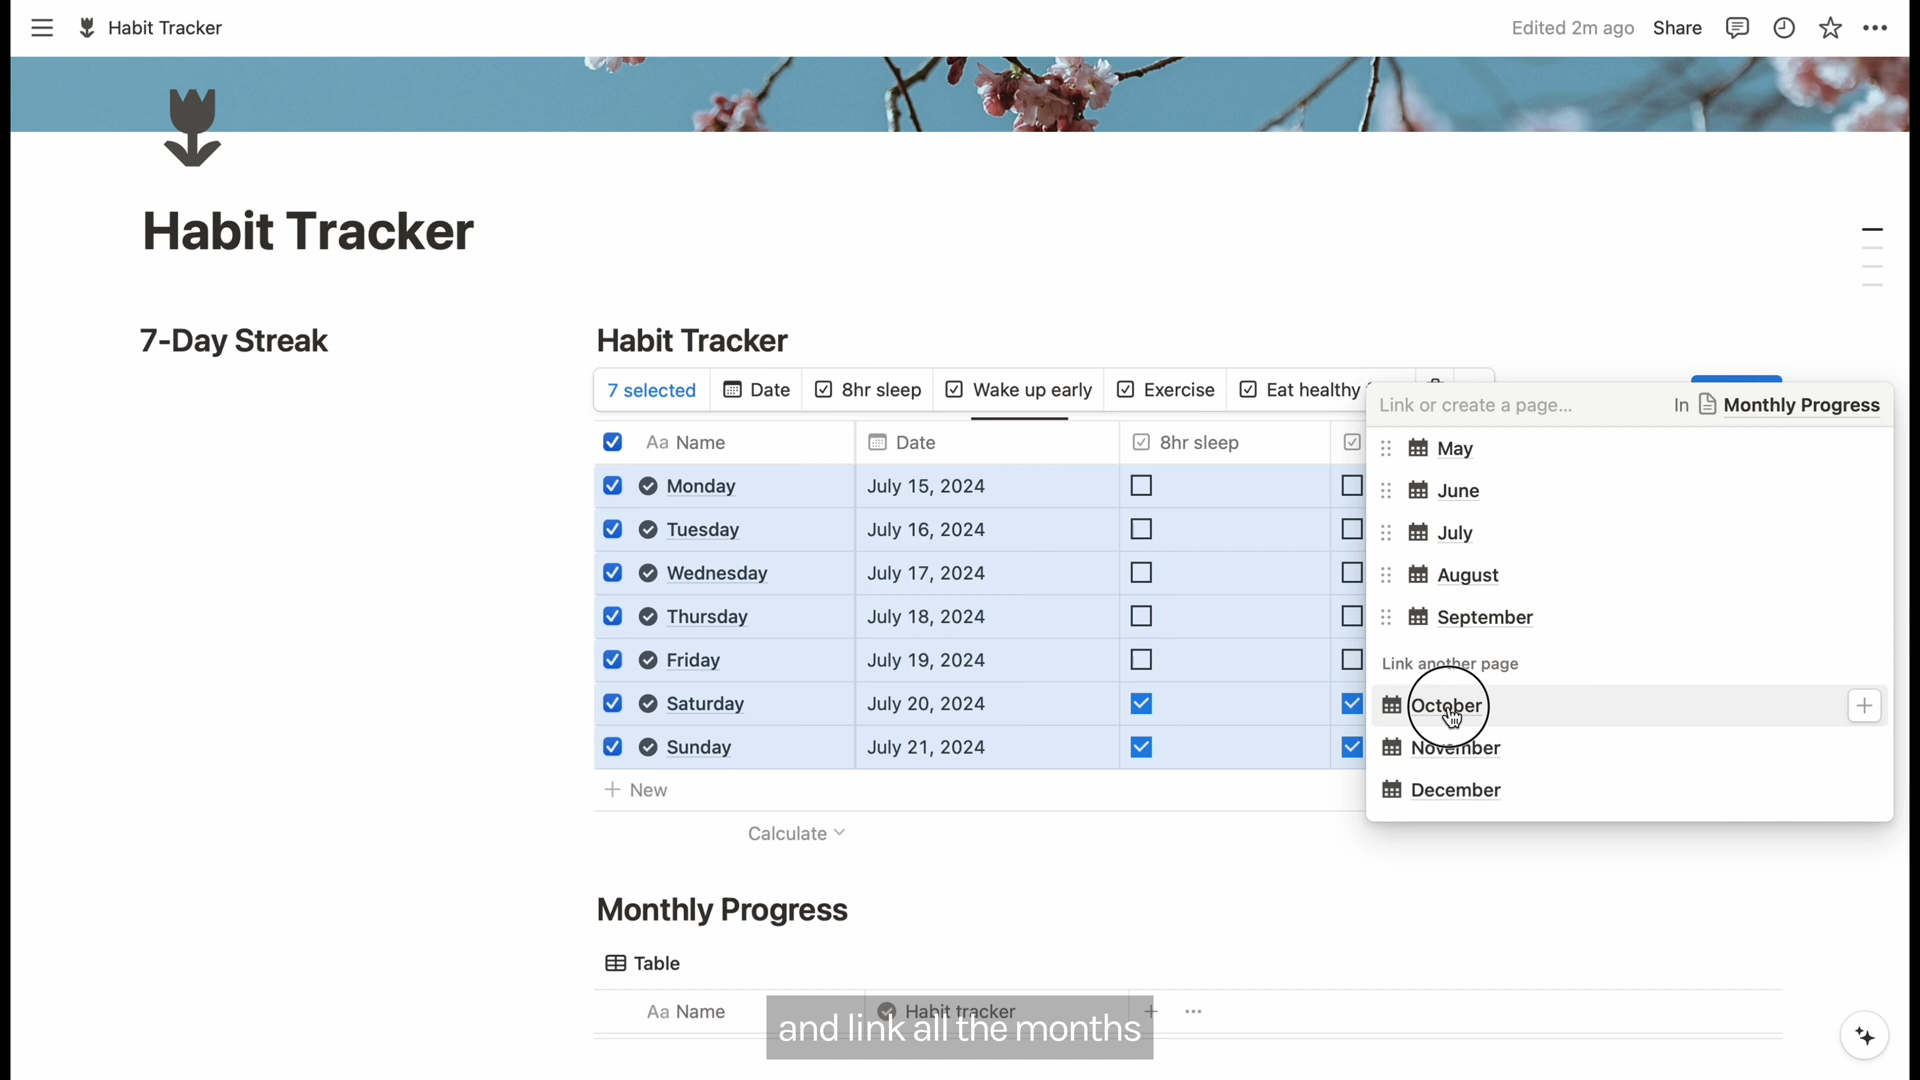 Habit Tracker
Edited 2m ago Share
Habit Tracker
7-Day Streak
Habit Tracker
7 selected Date 8hr sleep Wake up early Exercise Eat healthy
Link or create a page... In Monthly Progress
Aa Name Date 8hr sleep
May
Monday July 15, 2024
June
Tuesday July 16, 2024
July
Wednesday July 17, 2024
August
Thursday July 18, 2024
September
Friday July 19, 2024
Link another page
Saturday July 20, 2024
October
Sunday July 21, 2024
November
+ New
December
Calculate
Monthly Progress
Table
Aa Name Habit tracker
and link all the months